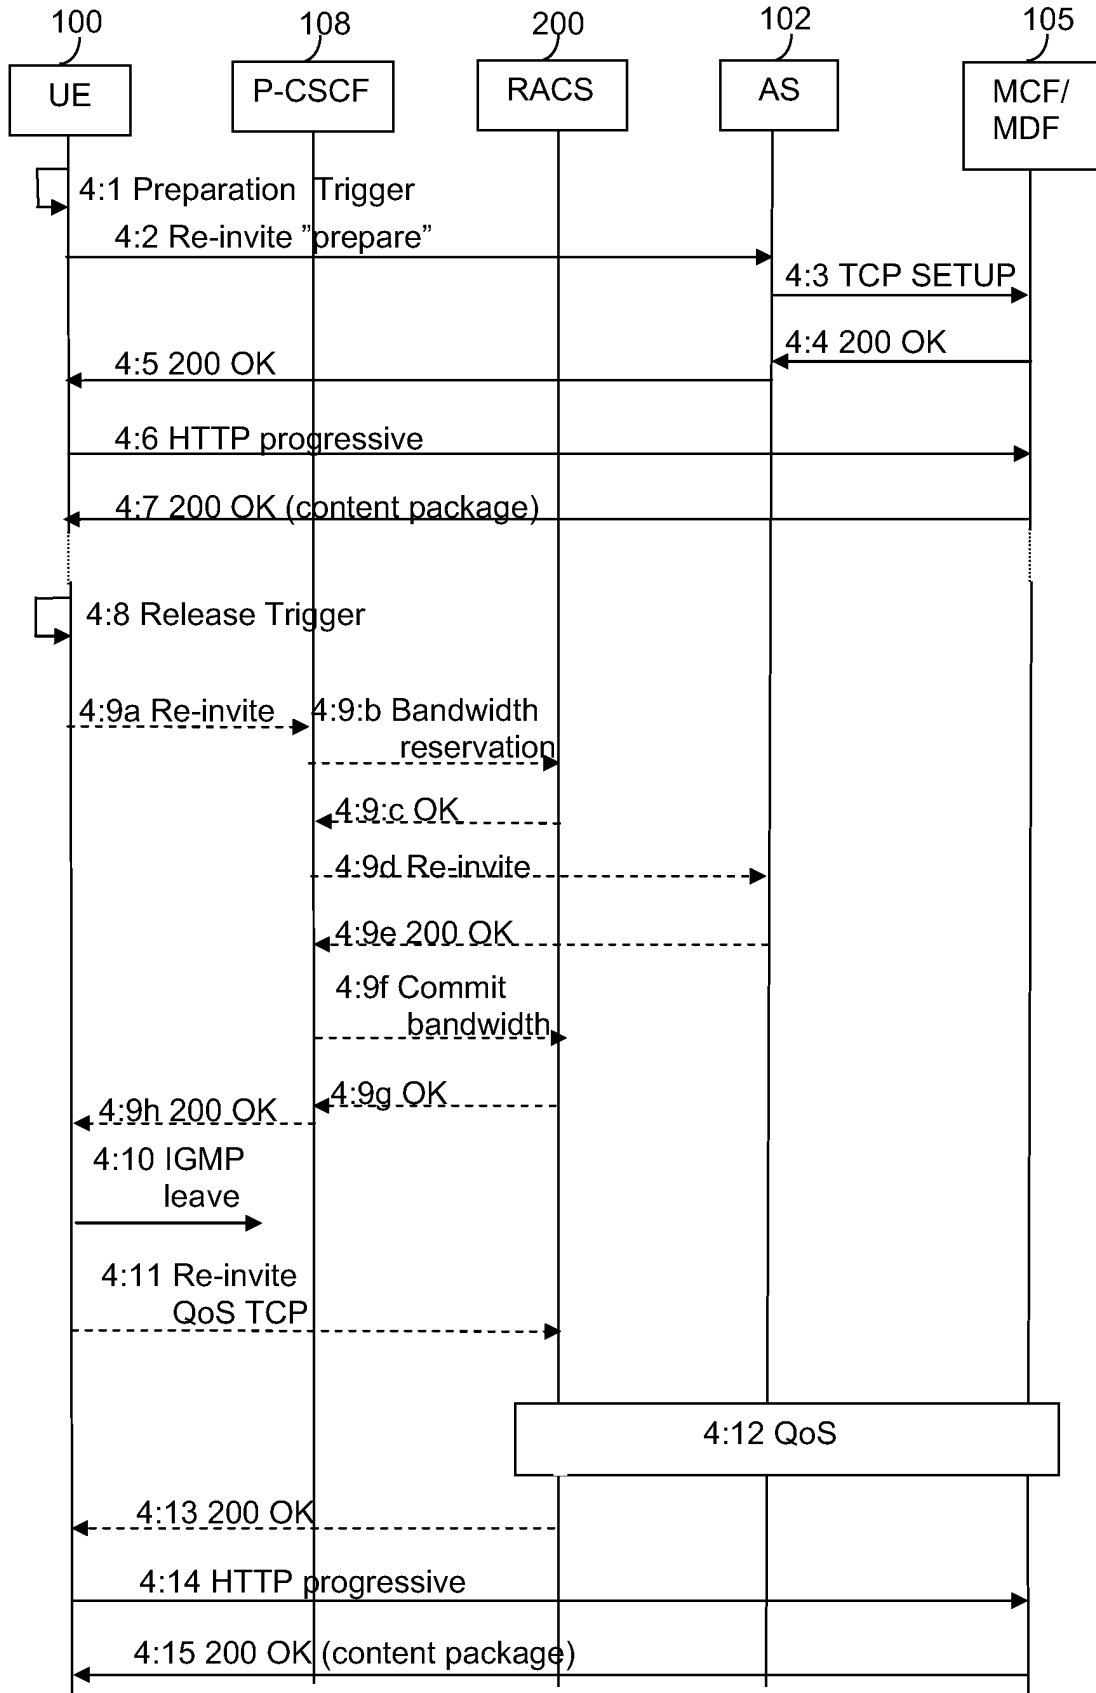 100
108
200
102
105
UE
P-CSCF
RACS
AS
MCF/
MDF
4:1 Preparation Trigger
4:2 Re-invite ”prepare”
4:3 TCP SETUP
4:4 200 OK
4:5 200 OK
4:6 HTTP progressive
4:7 200 OK (content package)
4:8 Release Trigger
4:9a Re-invite
4:9:b Bandwidth
reservation
4:9:c OK
4:9d Re-invite
4:9e 200 OK
4:9f Commit
bandwidth
4:9g OK
4:9h 200 OK
4:10 IGMP
leave
4:11 Re-invite
QoS TCP
4:12 QoS
4:13 200 OK
4:14 HTTP progressive
4:15 200 OK (content package)